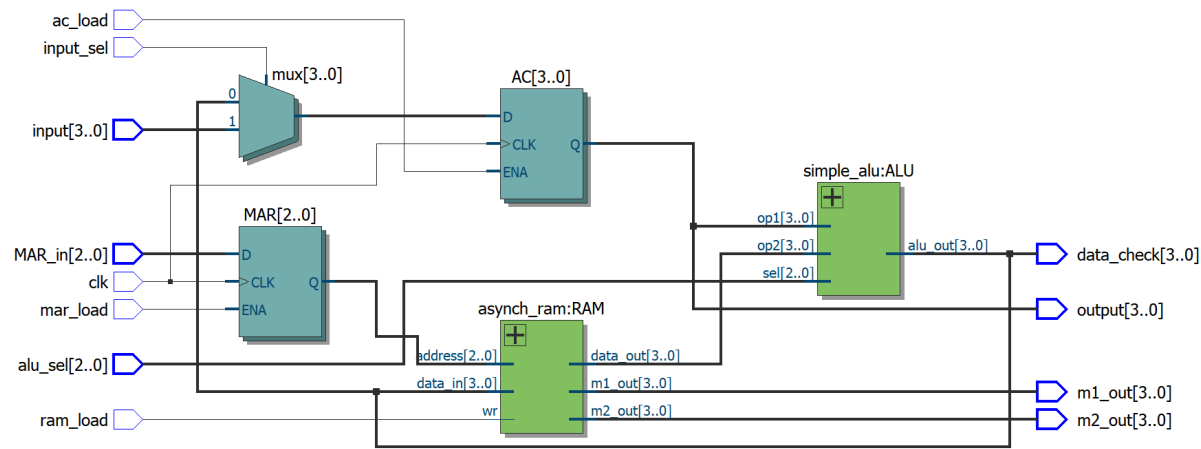 ac_load
input_sel
mux[3..0]
AC[3..0]
0
1
input[3..0]
D
CLK
Q
ENA
simple_alu:ALU
MAR[2..0]
op1[3..0]
op2[3..0]
sel[2..0]
alu_out[3..0]
data_check[3..0]
MAR_in[2..0]
D
clk
CLK
Q
mar_load
ENA
output[3..0]
asynch_ram:RAM
alu_sel[2..0]
address[2..0]
data_out[3..0]
data_in[3..0]
m1_out[3..0]
m1_out[3..0]
ram_load
wr
m2_out[3..0]
m2_out[3..0]